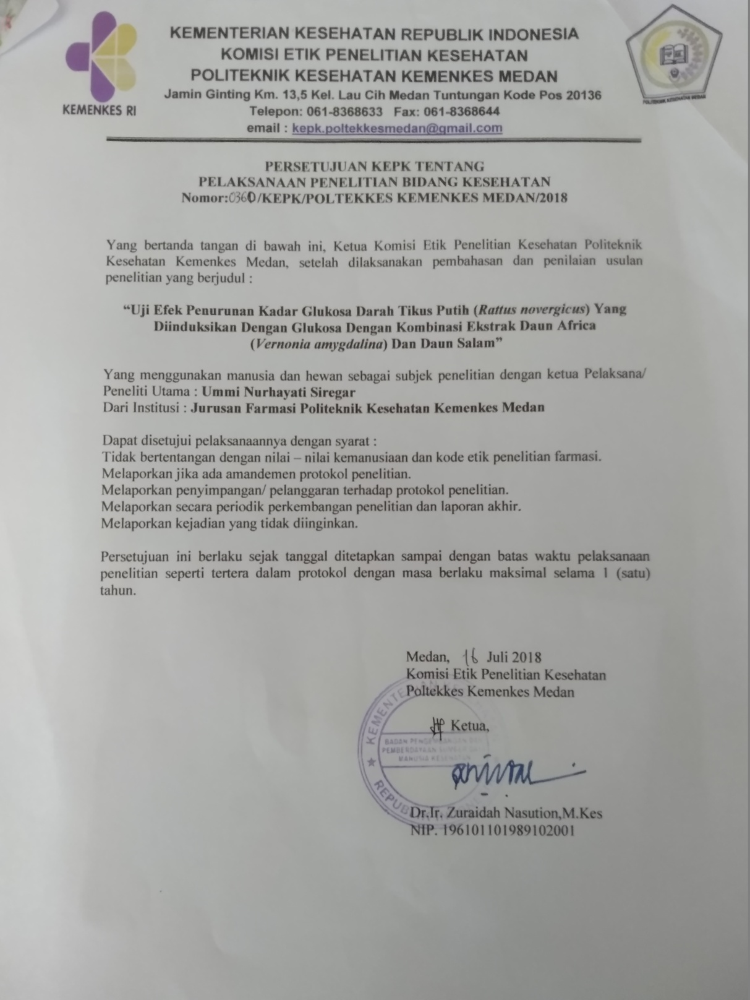 KEMENKES RI
KEMENTERIAN KESEHATAN REPUBLIK INDONESIA
KOMISI ETIK PENELITIAN KESEHATAN
POLITEKNIK KESEHATAN KEMENKES MEDAN
Jamin Ginting Km. 13,5 Kel. Lau Cih Medan Tuntungan Kode Pos 20136
Telepon: 061-8368633 Fax: 061-8368644
email : kepk.poltekkesmedan@gmail.com
POLITEKNIK KESEHATAN MEDAN
PERSETUJUAN KEPK TENTANG
PELAKSANAAN PENELITIAN BIDANG KESEHATAN
Nomor:0360/KEPK/POLTEKKES KEMENKES MEDAN/2018
Yang bertanda tangan di bawah ini, Ketua Komisi Etik Penelitian Kesehatan Politeknik
Kesehatan Kemenkes Medan, setelah dilaksanakan pembahasan dan penilaian usulan
penelitian yang berjudul :
“Uji Efek Penurunan Kadar Glukosa Darah Tikus Putih (Rattus novergicus) Yang
Diinduksikan Dengan Glukosa Dengan Kombinasi Ekstrak Daun Africa
(Vernonia amygdalina) Dan Daun Salam”
Yang menggunakan manusia dan hewan sebagai subjek penelitian dengan ketua Pelaksana/
Peneliti Utama : Ummi Nurhayati Siregar
Dari Institusi : Jurusan Farmasi Politeknik Kesehatan Kemenkes Medan
Dapat disetujui pelaksanaannya dengan syarat :
Tidak bertentangan dengan nilai – nilai kemanusiaan dan kode etik penelitian farmasi.
Melaporkan jika ada amandemen protokol penelitian.
Melaporkan penyimpangan/ pelanggaran terhadap protokol penelitian.
Melaporkan secara periodik perkembangan penelitian dan laporan akhir.
Melaporkan kejadian yang tidak diinginkan.
Persetujuan ini berlaku sejak tanggal ditetapkan sampai dengan batas waktu pelaksanaan
penelitian seperti tertera dalam protokol dengan masa berlaku maksimal selama 1 (satu)
tahun.
Medan, 16 Juli 2018
Komisi Etik Penelitian Kesehatan
Poltekkes Kemenkes Medan
Ketua,
BADAN
PEMBERDAYAAN
MANUSIA
Dr.Ir. Zuraidah Nasution,M.Kes
NIP. 196101101989102001